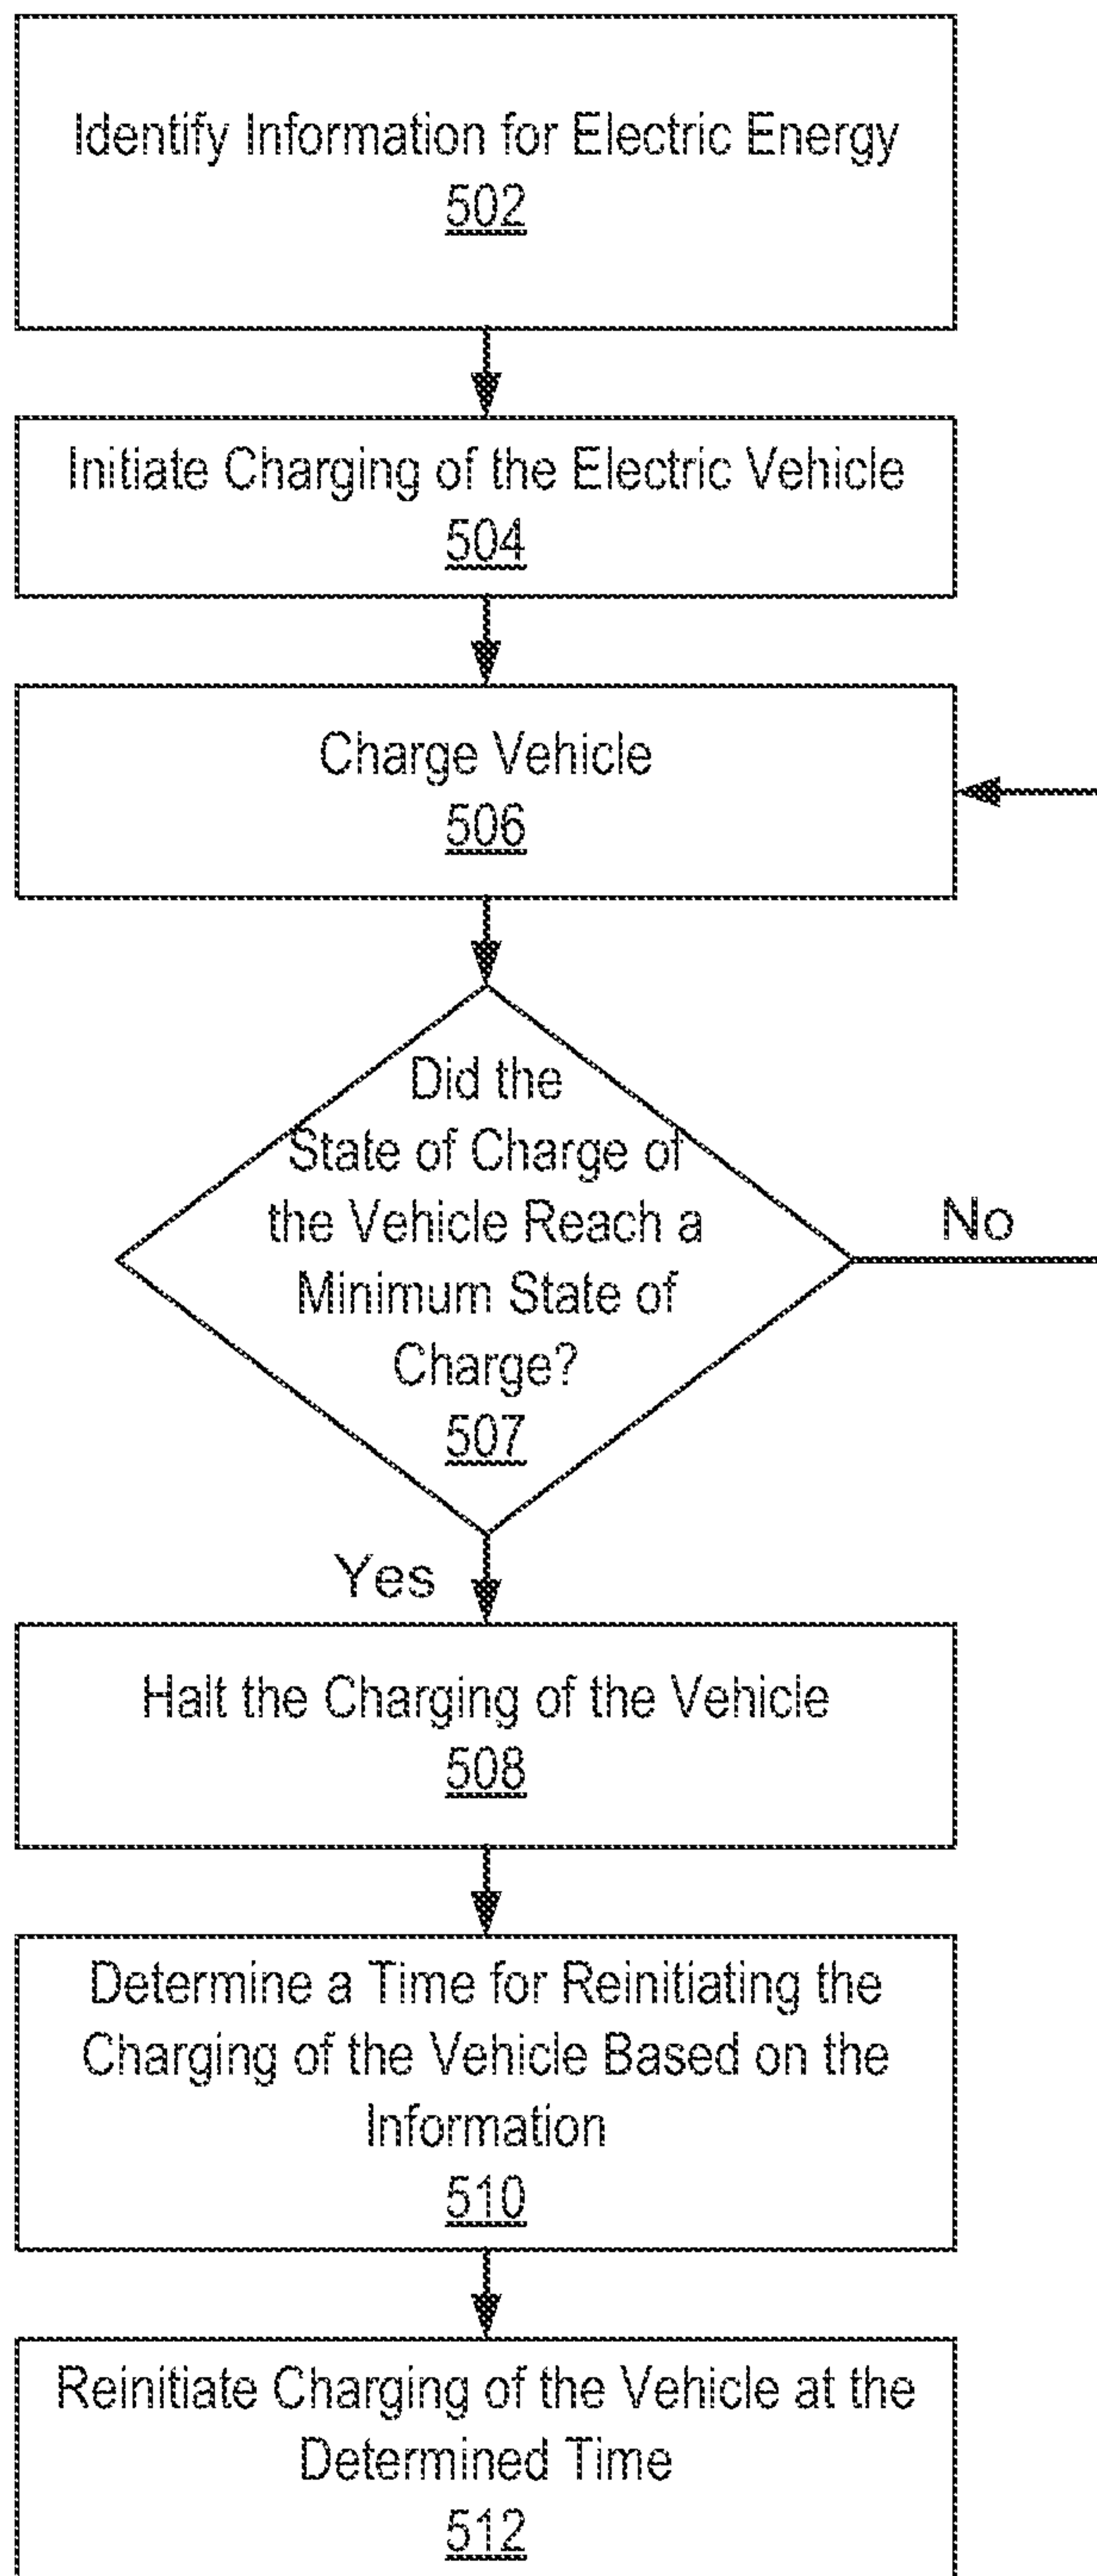 Identify Information for Electric Energy
502
Initiate Charging of the Electric Vehicle
504
Charge Vehicle
506
Did the
State of Charge of
the Vehicle Reach a
Minimum State of
Charge?
507
No
Yes
Halt the Charging of the Vehicle
508
Determine a Time for Reinitiating the
Charging of the Vehicle Based on the
Information
510
Reinitiate Charging of the Vehicle at the
Determined Time
512